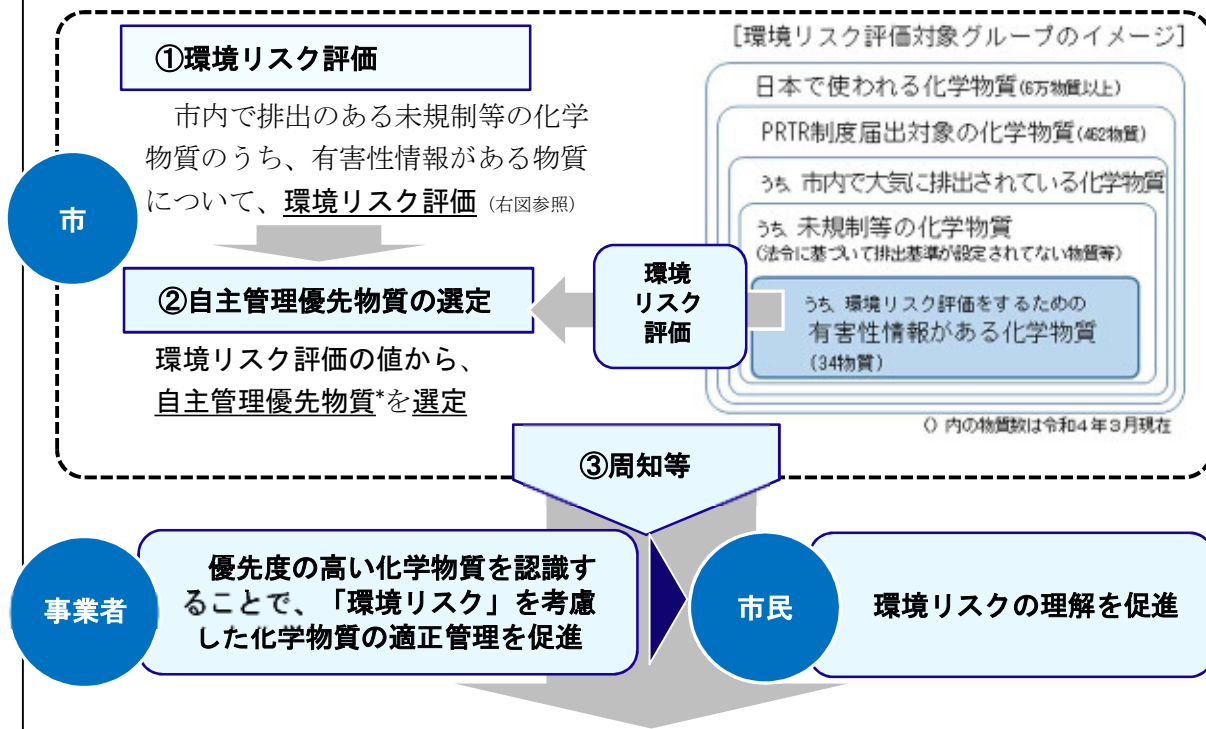 市
①環境リスク評価
市内で排出のある未規制等の化学
物質のうち、有害性情報がある物質
について、環境リスク評価（右図参照）
②自主管理優先物質の選定
環境リスク評価の値から、
自主管理優先物質*を選定
環境
リスク
評価
[環境リスク評価対象グループのイメージ]
日本で使われる化学物質(6万物質以上)
PRTR制度届出対象の化学物質(462物質)
うち、市内で大気に排出されている化学物質
うち、未規制等の化学物質
(法令に基づいて排出基準が設定されてない物質等)
うち、環境リスク評価をするための
有害性情報がある化学物質
(34物質)
() 内の物質数は令和4年3月現在
③周知等
事業者
優先度の高い化学物質を認識す
ることで、「環境リスク」を考慮
した化学物質の適正管理を促進
市民
環境リスクの理解を促進